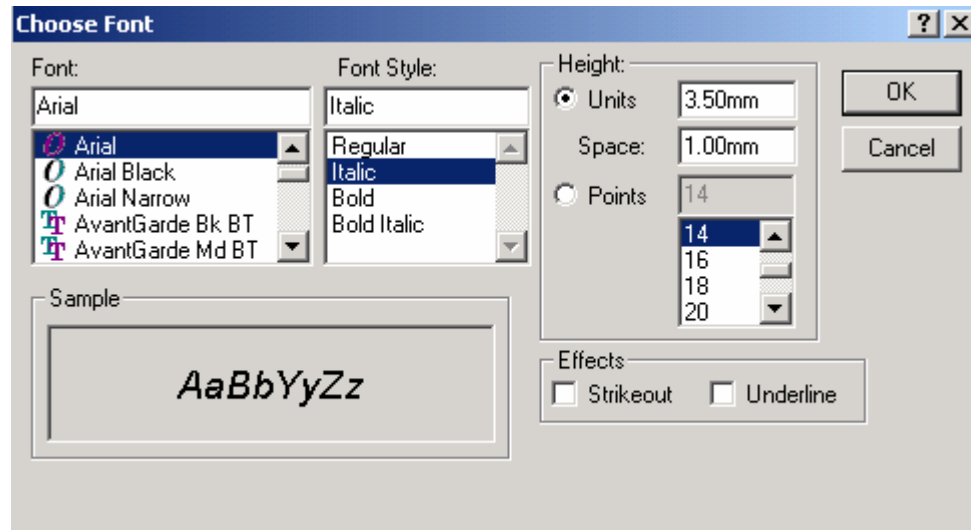 Choose Font
Font:
Arial
Arial
Arial Black
Arial Narrow
AvantGarde Bk BT
AvantGarde Md BT
Font Style:
Italic
Regular
Italic
Bold
Bold Italic
Height:
Units 3.50mm
Space: 1.00mm
Points 14
14
16
18
20
OK
Cancel
Sample
AaBbYyZz
Effects
Strikeout Underline